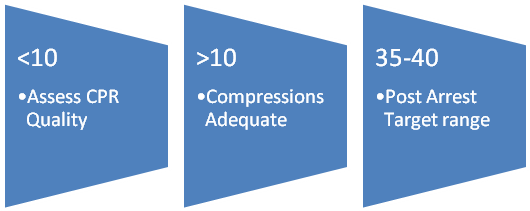 <10
•Assess CPR
Quality
>10
•Compressions
Adequate
35-40
•Post Arrest
Target range